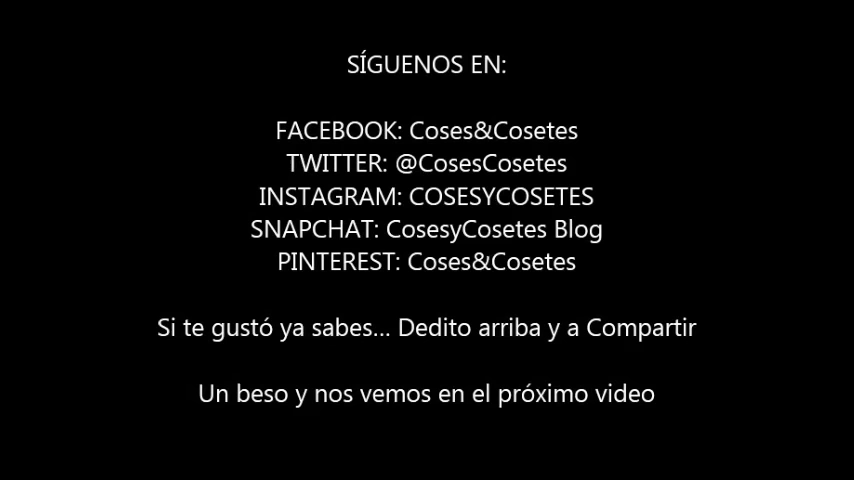 SÍGUENOS EN:
FACEBOOK: Coses&Cosetes
TWITTER: @CosesCosetes
INSTAGRAM: COSESYCOSETES
SNAPCHAT: CosesyCosetes Blog
PINTEREST: Coses&Cosetes
Si te gustó ya sabes... Dedito arriba y a Compartir
Un beso y nos vemos en el próximo video